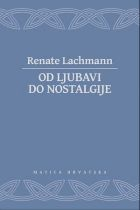 Renate Lachmann
OD LJUBAVI
DO NOSTALGIJE
MATICA HRVATSKA